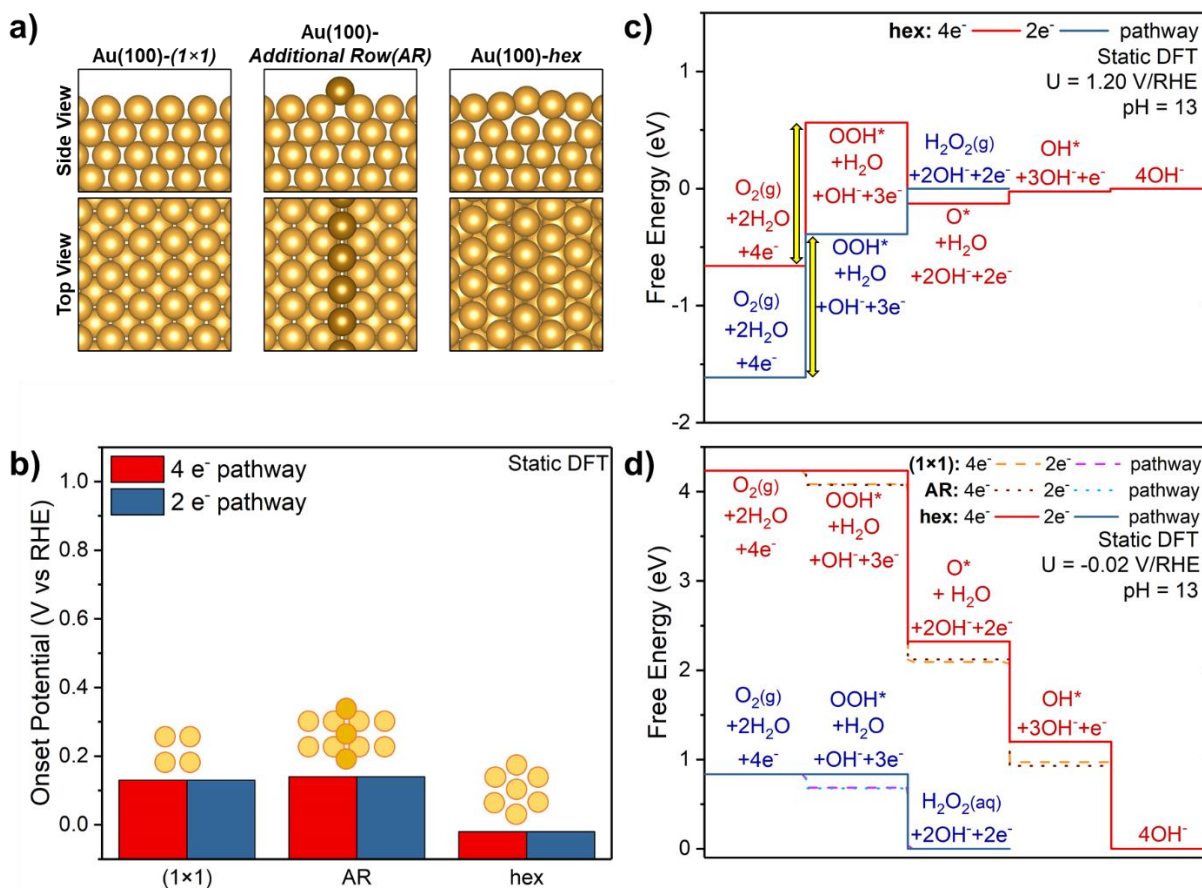 a)
Au(100)-(1×1)
Au(100)-
Additional Row(AR)
Au(100)-hex
Side View
Top View
b)
Onset Potential (V vs RHE)
1.0
0.8
0.6
0.4
0.2
0.0
4 e⁻ pathway
2 e⁻ pathway
Static DFT
(1×1)
AR
hex
c)
Free Energy (eV)
1
0
-1
-2
hex: 4e⁻ 2e⁻ pathway
Static DFT
U = 1.20 V/RHE
pH = 13
O₂(g)
+2H₂O
+4e⁻
O₂(g)
+2H₂O
+4e⁻
OOH*
+H₂O
+OH⁻+3e⁻
OOH*
+H₂O
+OH⁻+3e⁻
H₂O₂(g)
+2OH⁻+2e⁻
O*
+H₂O
+2OH⁻+2e⁻
OH*
+3OH⁻+e⁻
4OH⁻
d)
Free Energy (eV)
4
3
2
1
0
(1×1): 4e⁻ 2e⁻ pathway
AR: 4e⁻ 2e⁻ pathway
hex: 4e⁻ 2e⁻ pathway
Static DFT
U = -0.02 V/RHE
pH = 13
O₂(g)
+2H₂O
+4e⁻
OOH*
+H₂O
+OH⁻+3e⁻
O*
+ H₂O
+2OH⁻+2e⁻
OH*
+3OH⁻+e⁻
4OH⁻
O₂(g)
+2H₂O
+4e⁻
OOH*
+H₂O
+OH⁻+3e⁻
H₂O₂(aq)
+2OH⁻+2e⁻